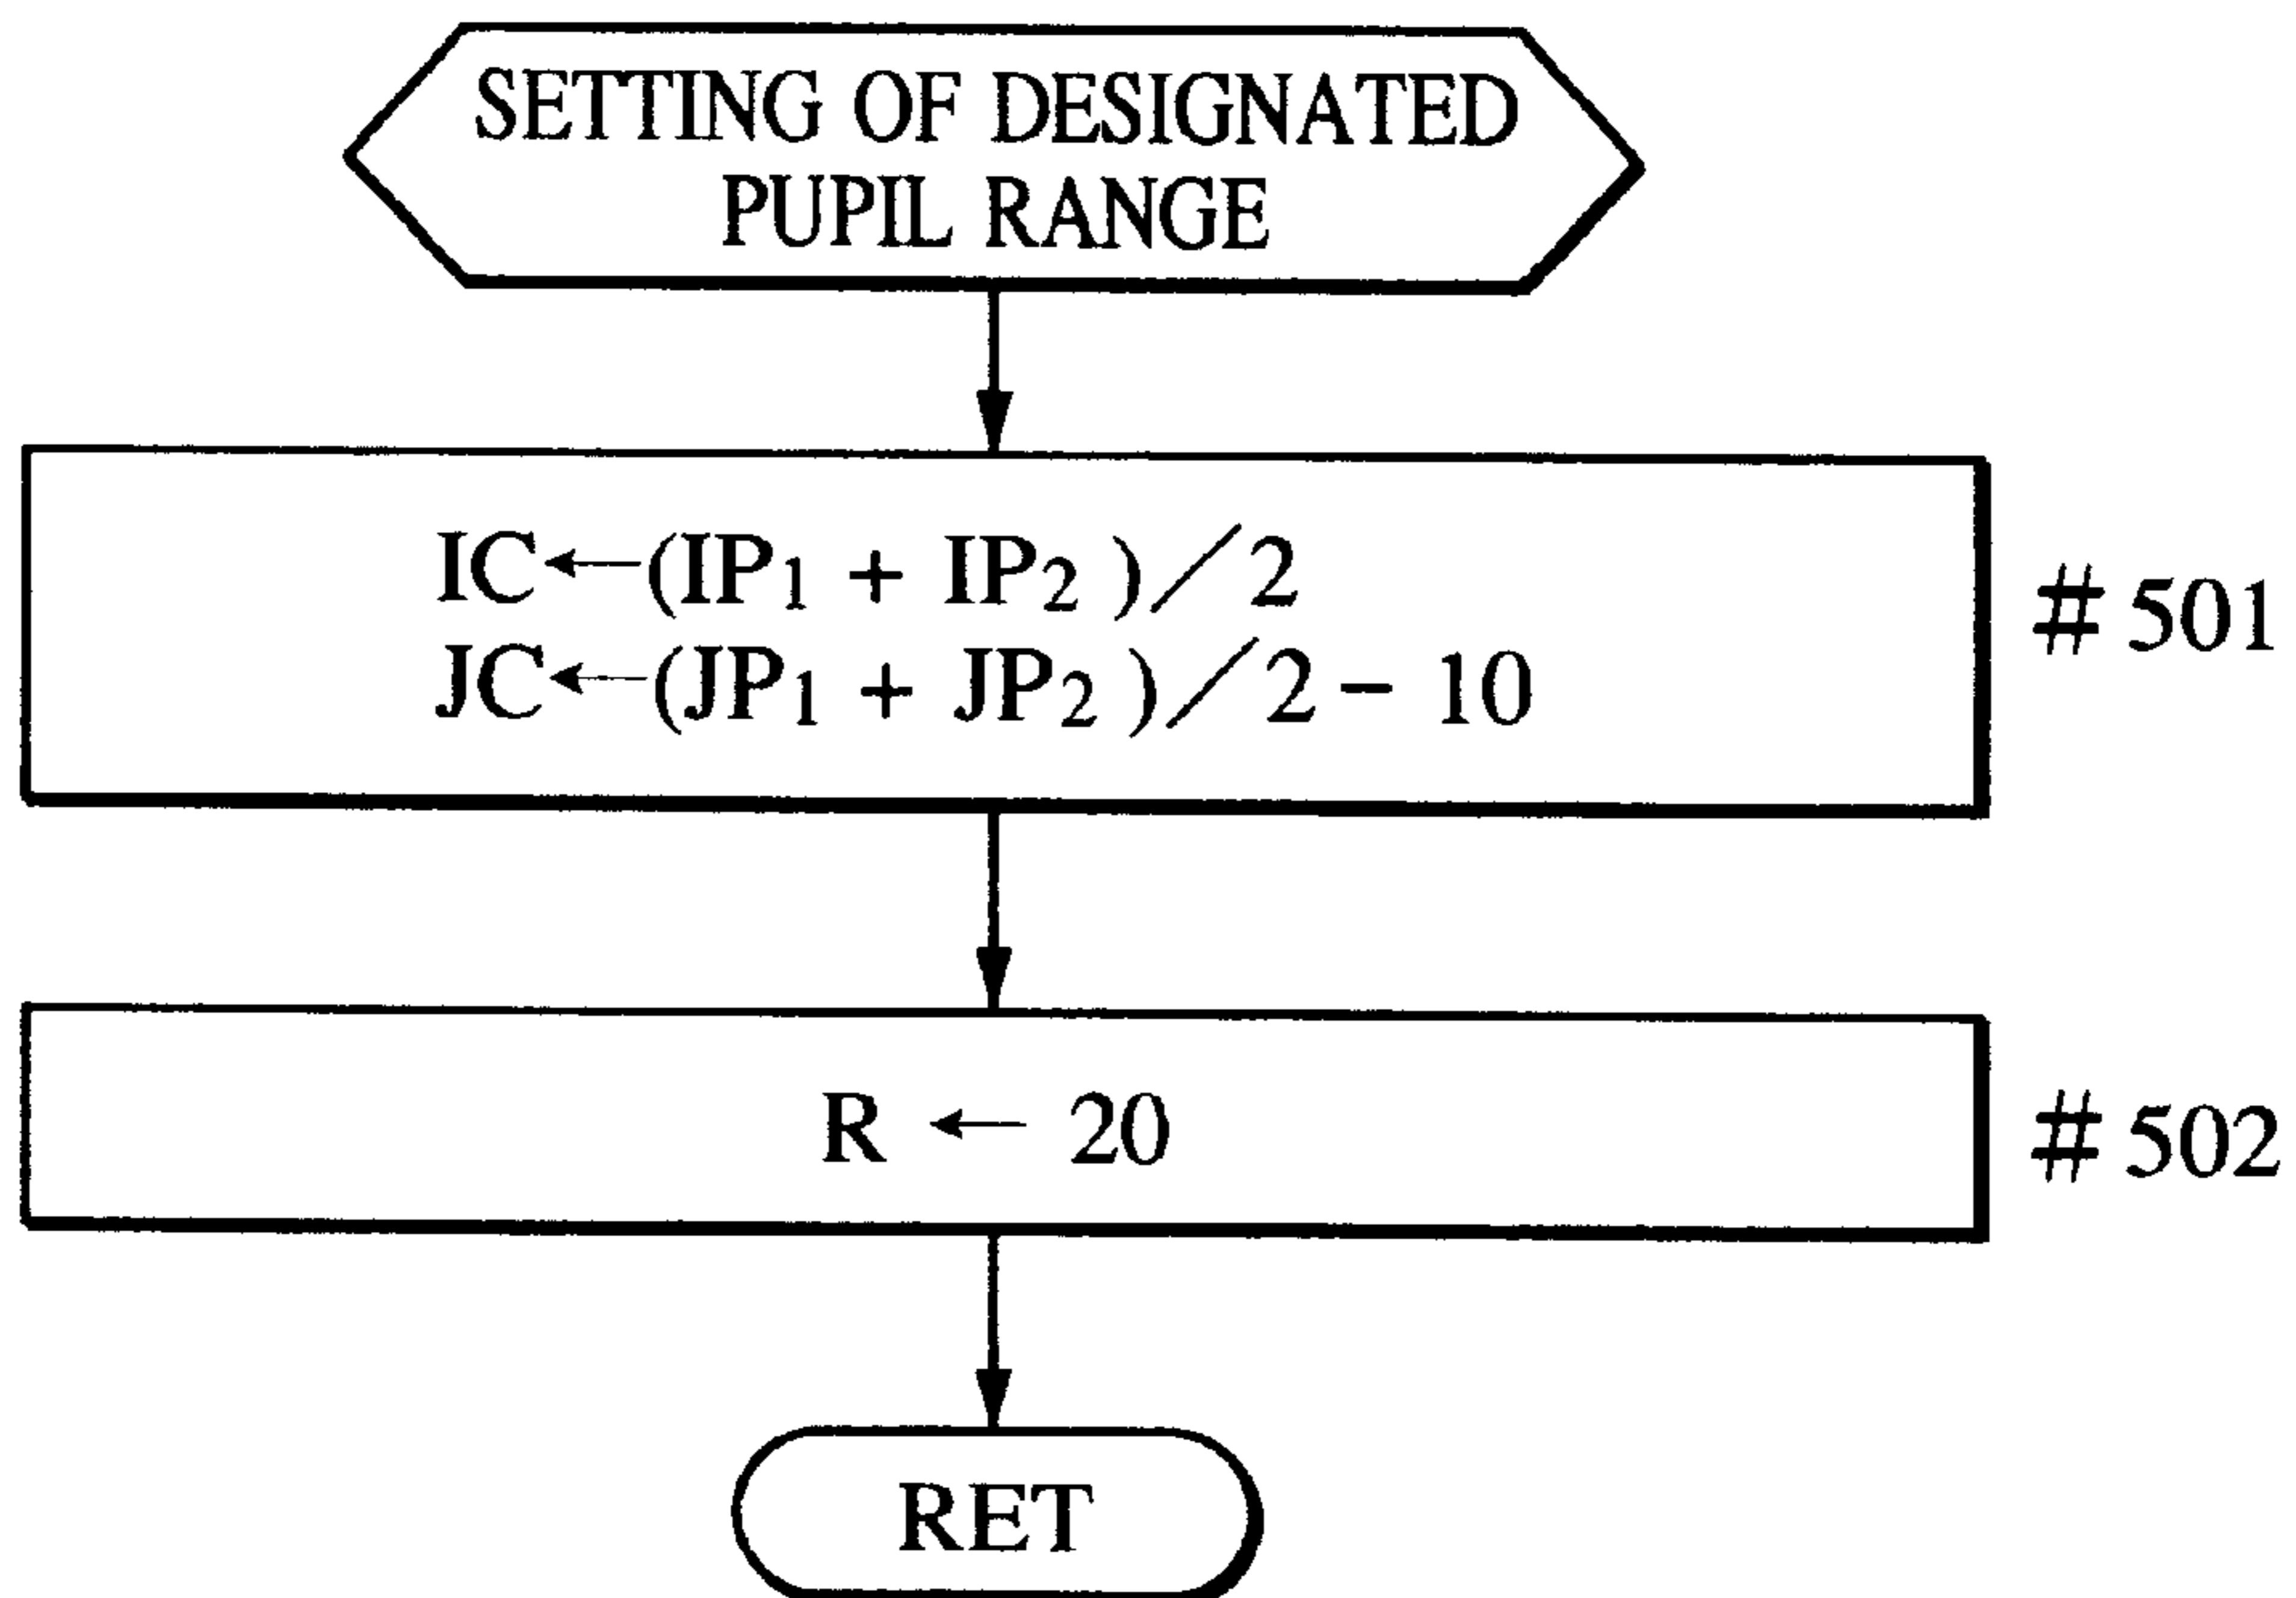 SETTING OF DESIGNATED
PUPIL RANGE
IC←(IP₁ + IP₂)/2
JC←(JP₁ + JP₂)/2 − 10
#501
R ← 20
#502
RET